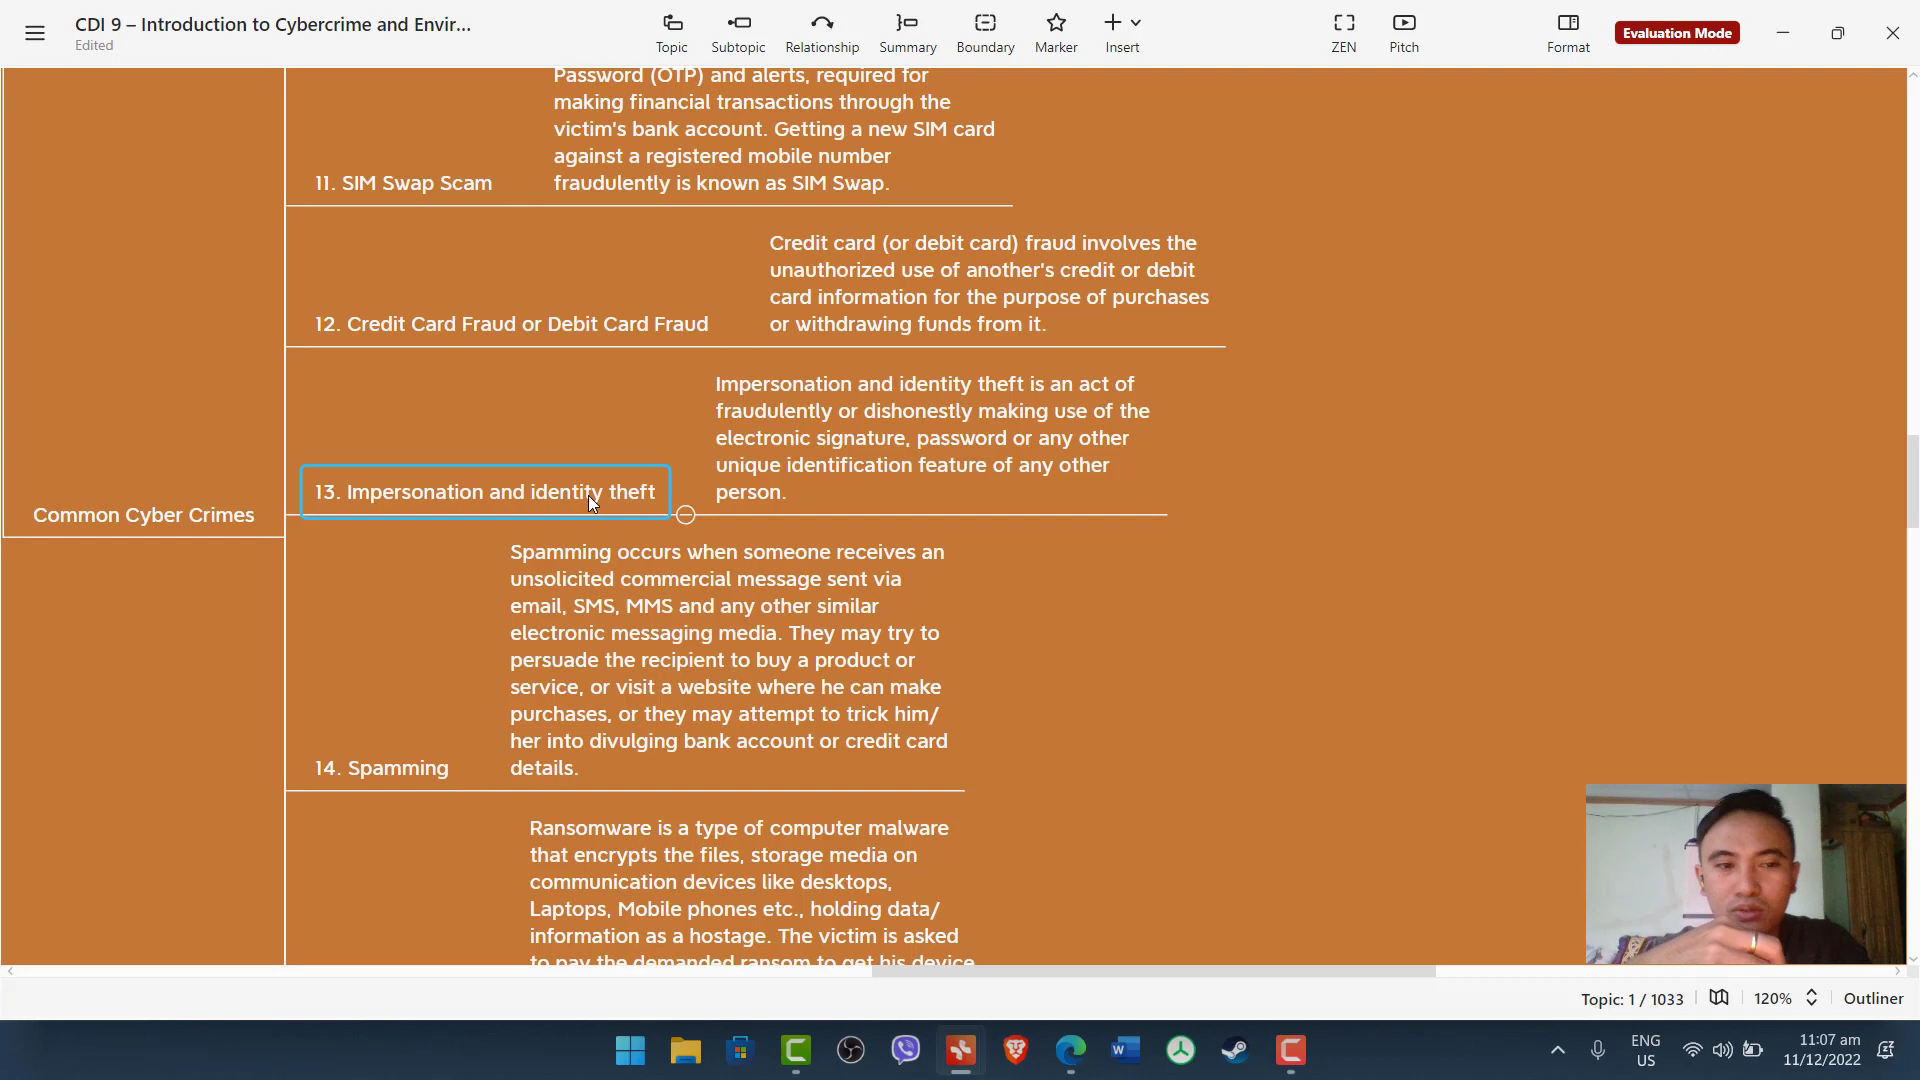 CDI 9 – Introduction to Cybercrime and Envir...
Edited
Topic
Subtopic
Relationship
Summary
Boundary
Marker
Insert
ZEN
Pitch
Format
Evaluation Mode
Password (OTP) and alerts, required for
making financial transactions through the
victim's bank account. Getting a new SIM card
against a registered mobile number
fraudulently is known as SIM Swap.
11. SIM Swap Scam
Credit card (or debit card) fraud involves the
unauthorized use of another's credit or debit
card information for the purpose of purchases
or withdrawing funds from it.
12. Credit Card Fraud or Debit Card Fraud
Impersonation and identity theft is an act of
fraudulently or dishonestly making use of the
electronic signature, password or any other
unique identification feature of any other
person.
13. Impersonation and identity theft
Common Cyber Crimes
Spamming occurs when someone receives an
unsolicited commercial message sent via
email, SMS, MMS and any other similar
electronic messaging media. They may try to
persuade the recipient to buy a product or
service, or visit a website where he can make
purchases, or they may attempt to trick him/
her into divulging bank account or credit card
details.
14. Spamming
Ransomware is a type of computer malware
that encrypts the files, storage media on
communication devices like desktops,
Laptops, Mobile phones etc., holding data/
information as a hostage. The victim is asked
to pay the demanded ransom to get his device
Topic: 1 / 1033
120%
Outliner
ENG
US
11:07 am
11/12/2022